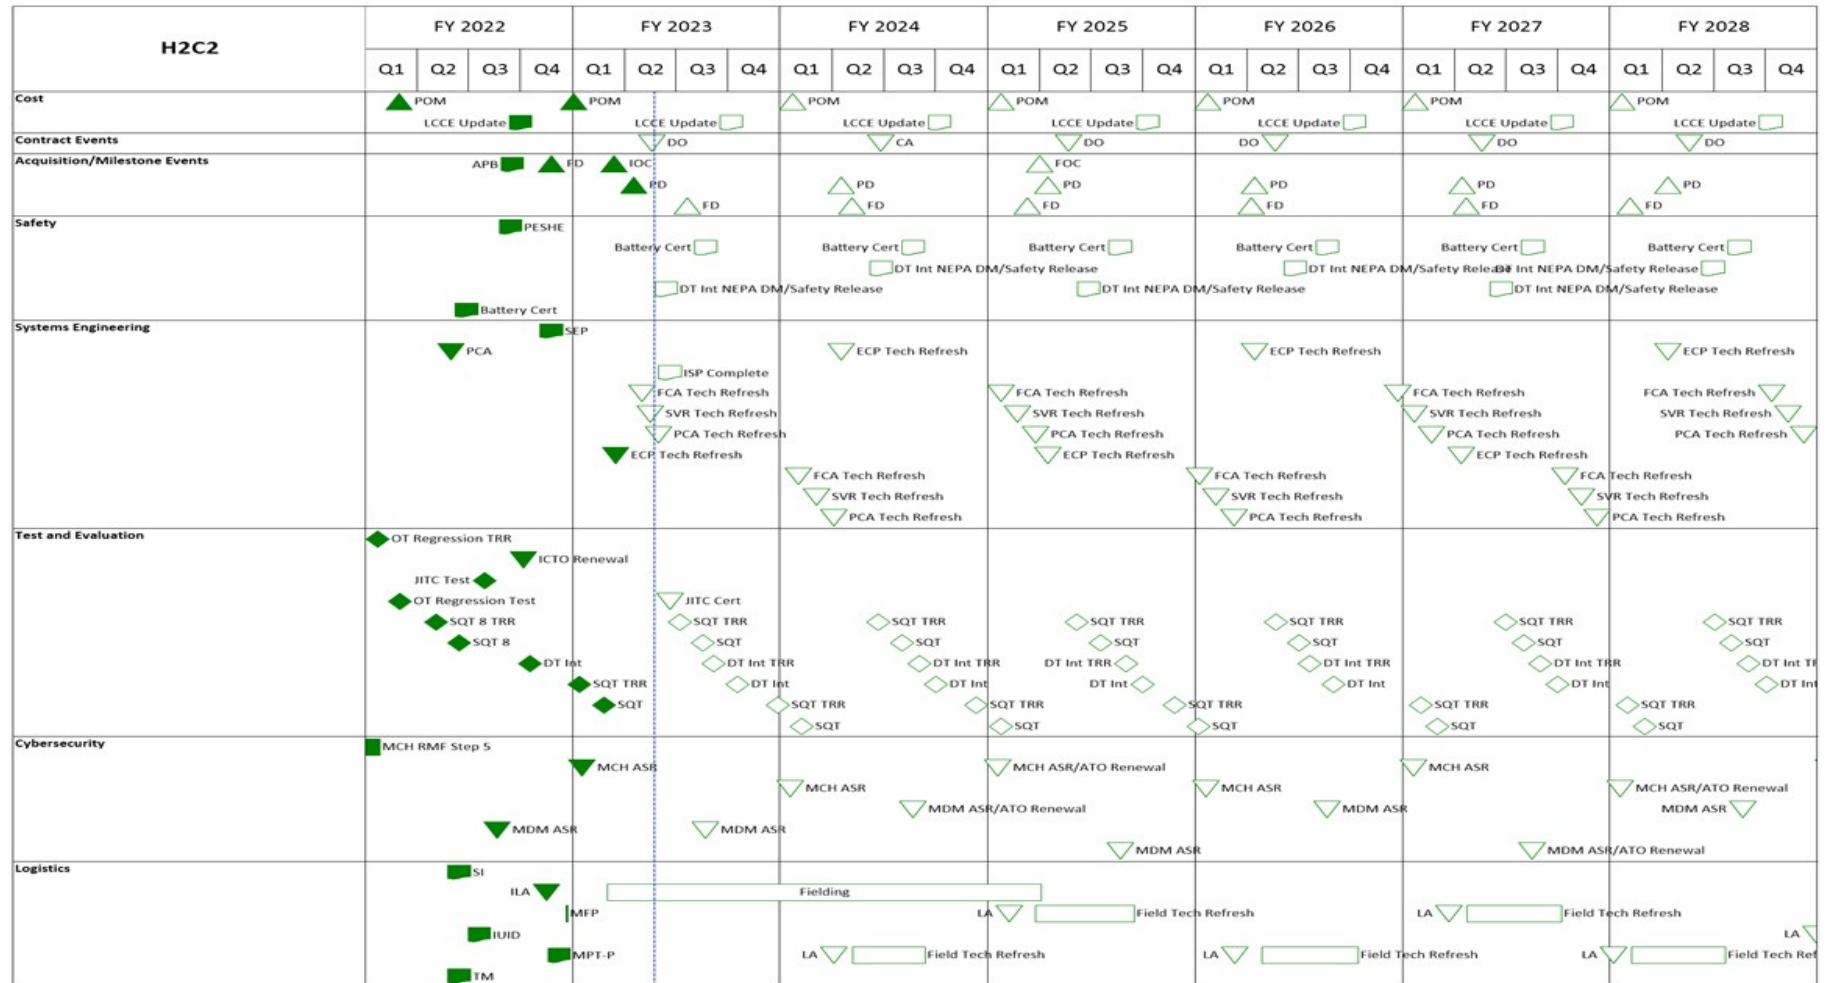 H2C2 FY 2022 FY 2023 FY 2024 FY 2025 FY 2026 FY 2027 FY 2028
Q1 Q2 Q3 Q4 Q1 Q2 Q3 Q4 Q1 Q2 Q3 Q4 Q1 Q2 Q3 Q4 Q1 Q2 Q3 Q4 Q1 Q2 Q3 Q4 Q1 Q2 Q3 Q4
Cost POM POM POM POM POM POM POM
LCCE Update LCCE Update LCCE Update LCCE Update LCCE Update LCCE Update LCCE Update
Contract Events DO CA DO DO DO DO
Acquisition/Milestone Events APB FD IOC FOC
PD PD PD PD PD PD
FD FD FD FD FD FD
Safety PESHE
Battery Cert Battery Cert Battery Cert Battery Cert Battery Cert Battery Cert
DT Int NEPA DM/Safety Release DT Int NEPA DM/Safety Release DT Int NEPA DM/Safety Release
DT Int NEPA DM/Safety Release DT Int NEPA DM/Safety Release DT Int NEPA DM/Safety Release
Battery Cert
Systems Engineering SEP
PCA ECP Tech Refresh ECP Tech Refresh ECP Tech Refresh
ISP Complete
FCA Tech Refresh FCA Tech Refresh FCA Tech Refresh FCA Tech Refresh
SVR Tech Refresh SVR Tech Refresh SVR Tech Refresh SVR Tech Refresh
PCA Tech Refresh PCA Tech Refresh PCA Tech Refresh PCA Tech Refresh
ECP Tech Refresh ECP Tech Refresh ECP Tech Refresh
FCA Tech Refresh FCA Tech Refresh FCA Tech Refresh
SVR Tech Refresh SVR Tech Refresh SVR Tech Refresh
PCA Tech Refresh PCA Tech Refresh PCA Tech Refresh
Test and Evaluation OT Regression TRR
ICTO Renewal
JITC Test
OT Regression Test JITC Cert
SQT 8 TRR SQT TRR SQT TRR SQT TRR SQT TRR SQT TRR SQT TRR
SQT 8 SQT SQT SQT SQT SQT SQT
DT Int DT Int TRR DT Int TRR DT Int TRR DT Int TRR DT Int TRR DT Int
SQT TRR DT Int DT Int DT Int DT Int DT Int DT Int
SQT SQT TRR SQT TRR SQT TRR SQT TRR SQT TRR
SQT SQT SQT SQT SQT
Cybersecurity MCH RMF Step 5
MCH ASR MCH ASR/ATO Renewal MCH ASR
MCH ASR MCH ASR MCH ASR/ATO Renewal
MDM ASR/ATO Renewal MDM ASR MDM ASR
MDM ASR MDM ASR
MDM ASR MDM ASR/ATO Renewal
Logistics SI
ILA Fielding
MFP LA Field Tech Refresh LA Field Tech Refresh
IUID LA
MPT-P LA Field Tech Refresh LA Field Tech Refresh LA Field Tech
TM